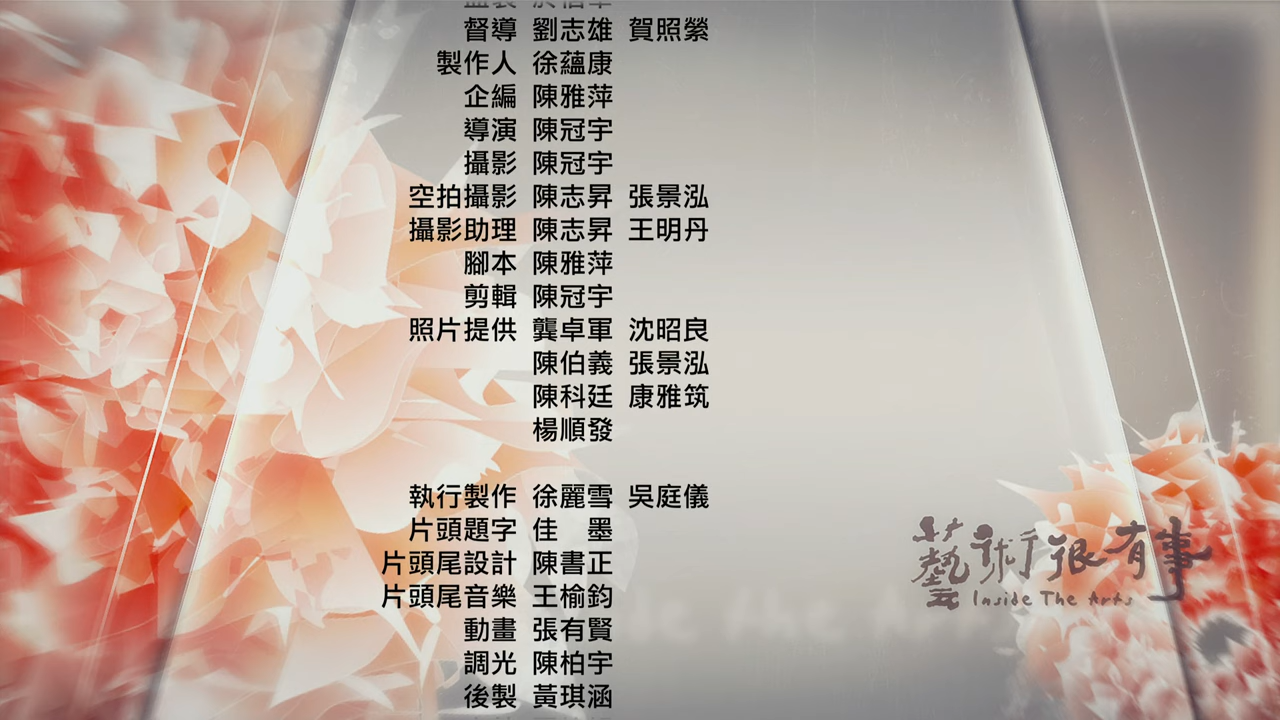 督導 劉志雄 賀照縈
製作人 徐蘊康
企編 陳雅萍
導演 陳冠宇
攝影 陳冠宇
空拍攝影 陳志昇 張景泓
攝影助理 陳志昇 王明丹
腳本 陳雅萍
剪輯 陳冠宇
照片提供 龔卓軍 沈昭良
陳伯義 張景泓
陳科廷 康雅筑
楊順發
執行製作 徐麗雪 吳庭儀
片頭題字 佳　墨
片頭尾設計 陳書正
片頭尾音樂 王榆鈞
動畫 張有賢
調光 陳柏宇
後製 黃琪涵
藝術很有事
Inside The Arts